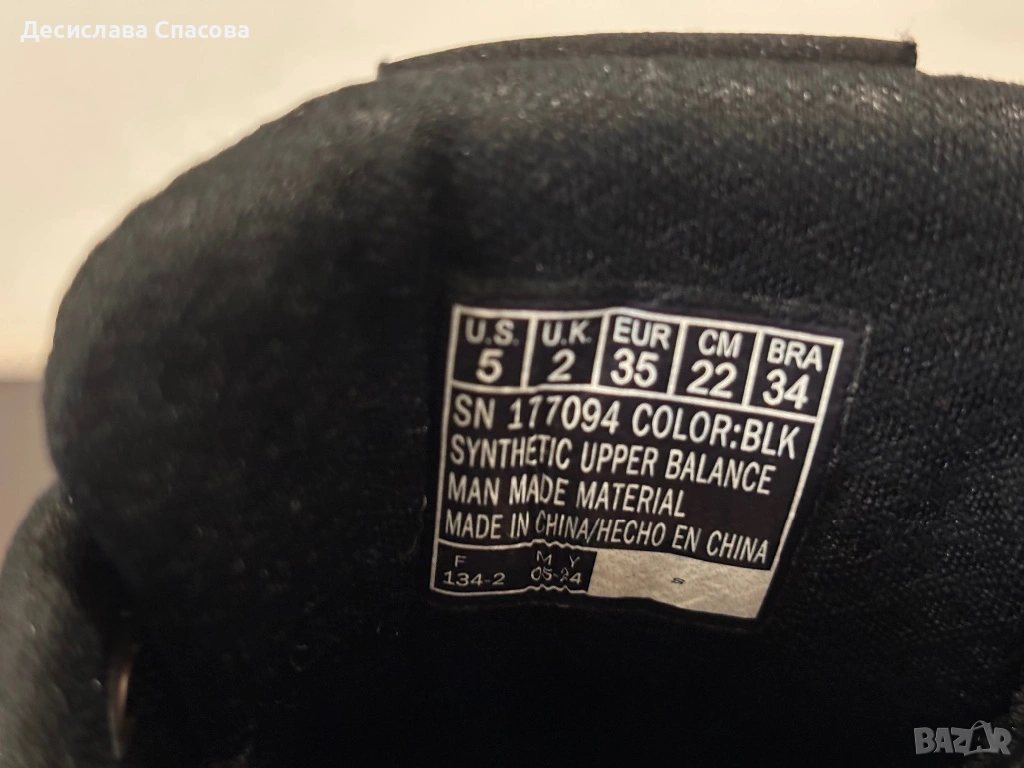 Десислава Спасова
U.S. U.K. EUR CM BRA
5 2 35 22 34
SN 177094 COLOR:BLK
SYNTHETIC UPPER BALANCE
MAN MADE MATERIAL
MADE IN CHINA/HECHO EN CHINA
F M Y
134-2 05-24
S
BAZAR